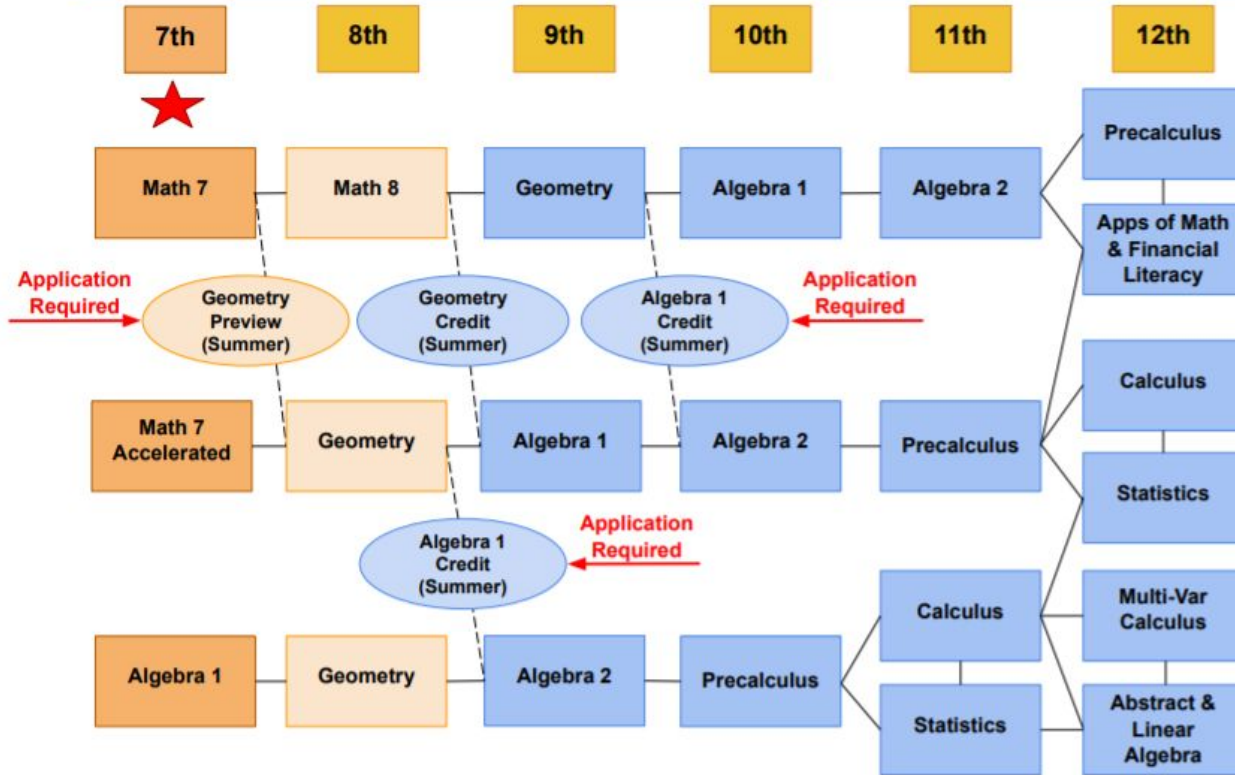 7th
8th
9th
10th
11th
12th
Math 7
Math 8
Geometry
Algebra 1
Algebra 2
Precalculus
Apps of Math
& Financial
Literacy
Application
Required
Geometry
Preview
(Summer)
Geometry
Credit
(Summer)
Algebra 1
Credit
(Summer)
Application
Required
Math 7
Accelerated
Geometry
Algebra 1
Algebra 2
Precalculus
Calculus
Statistics
Algebra 1
Credit
(Summer)
Application
Required
Algebra 1
Geometry
Algebra 2
Precalculus
Calculus
Statistics
Multi-Var
Calculus
Abstract &
Linear
Algebra